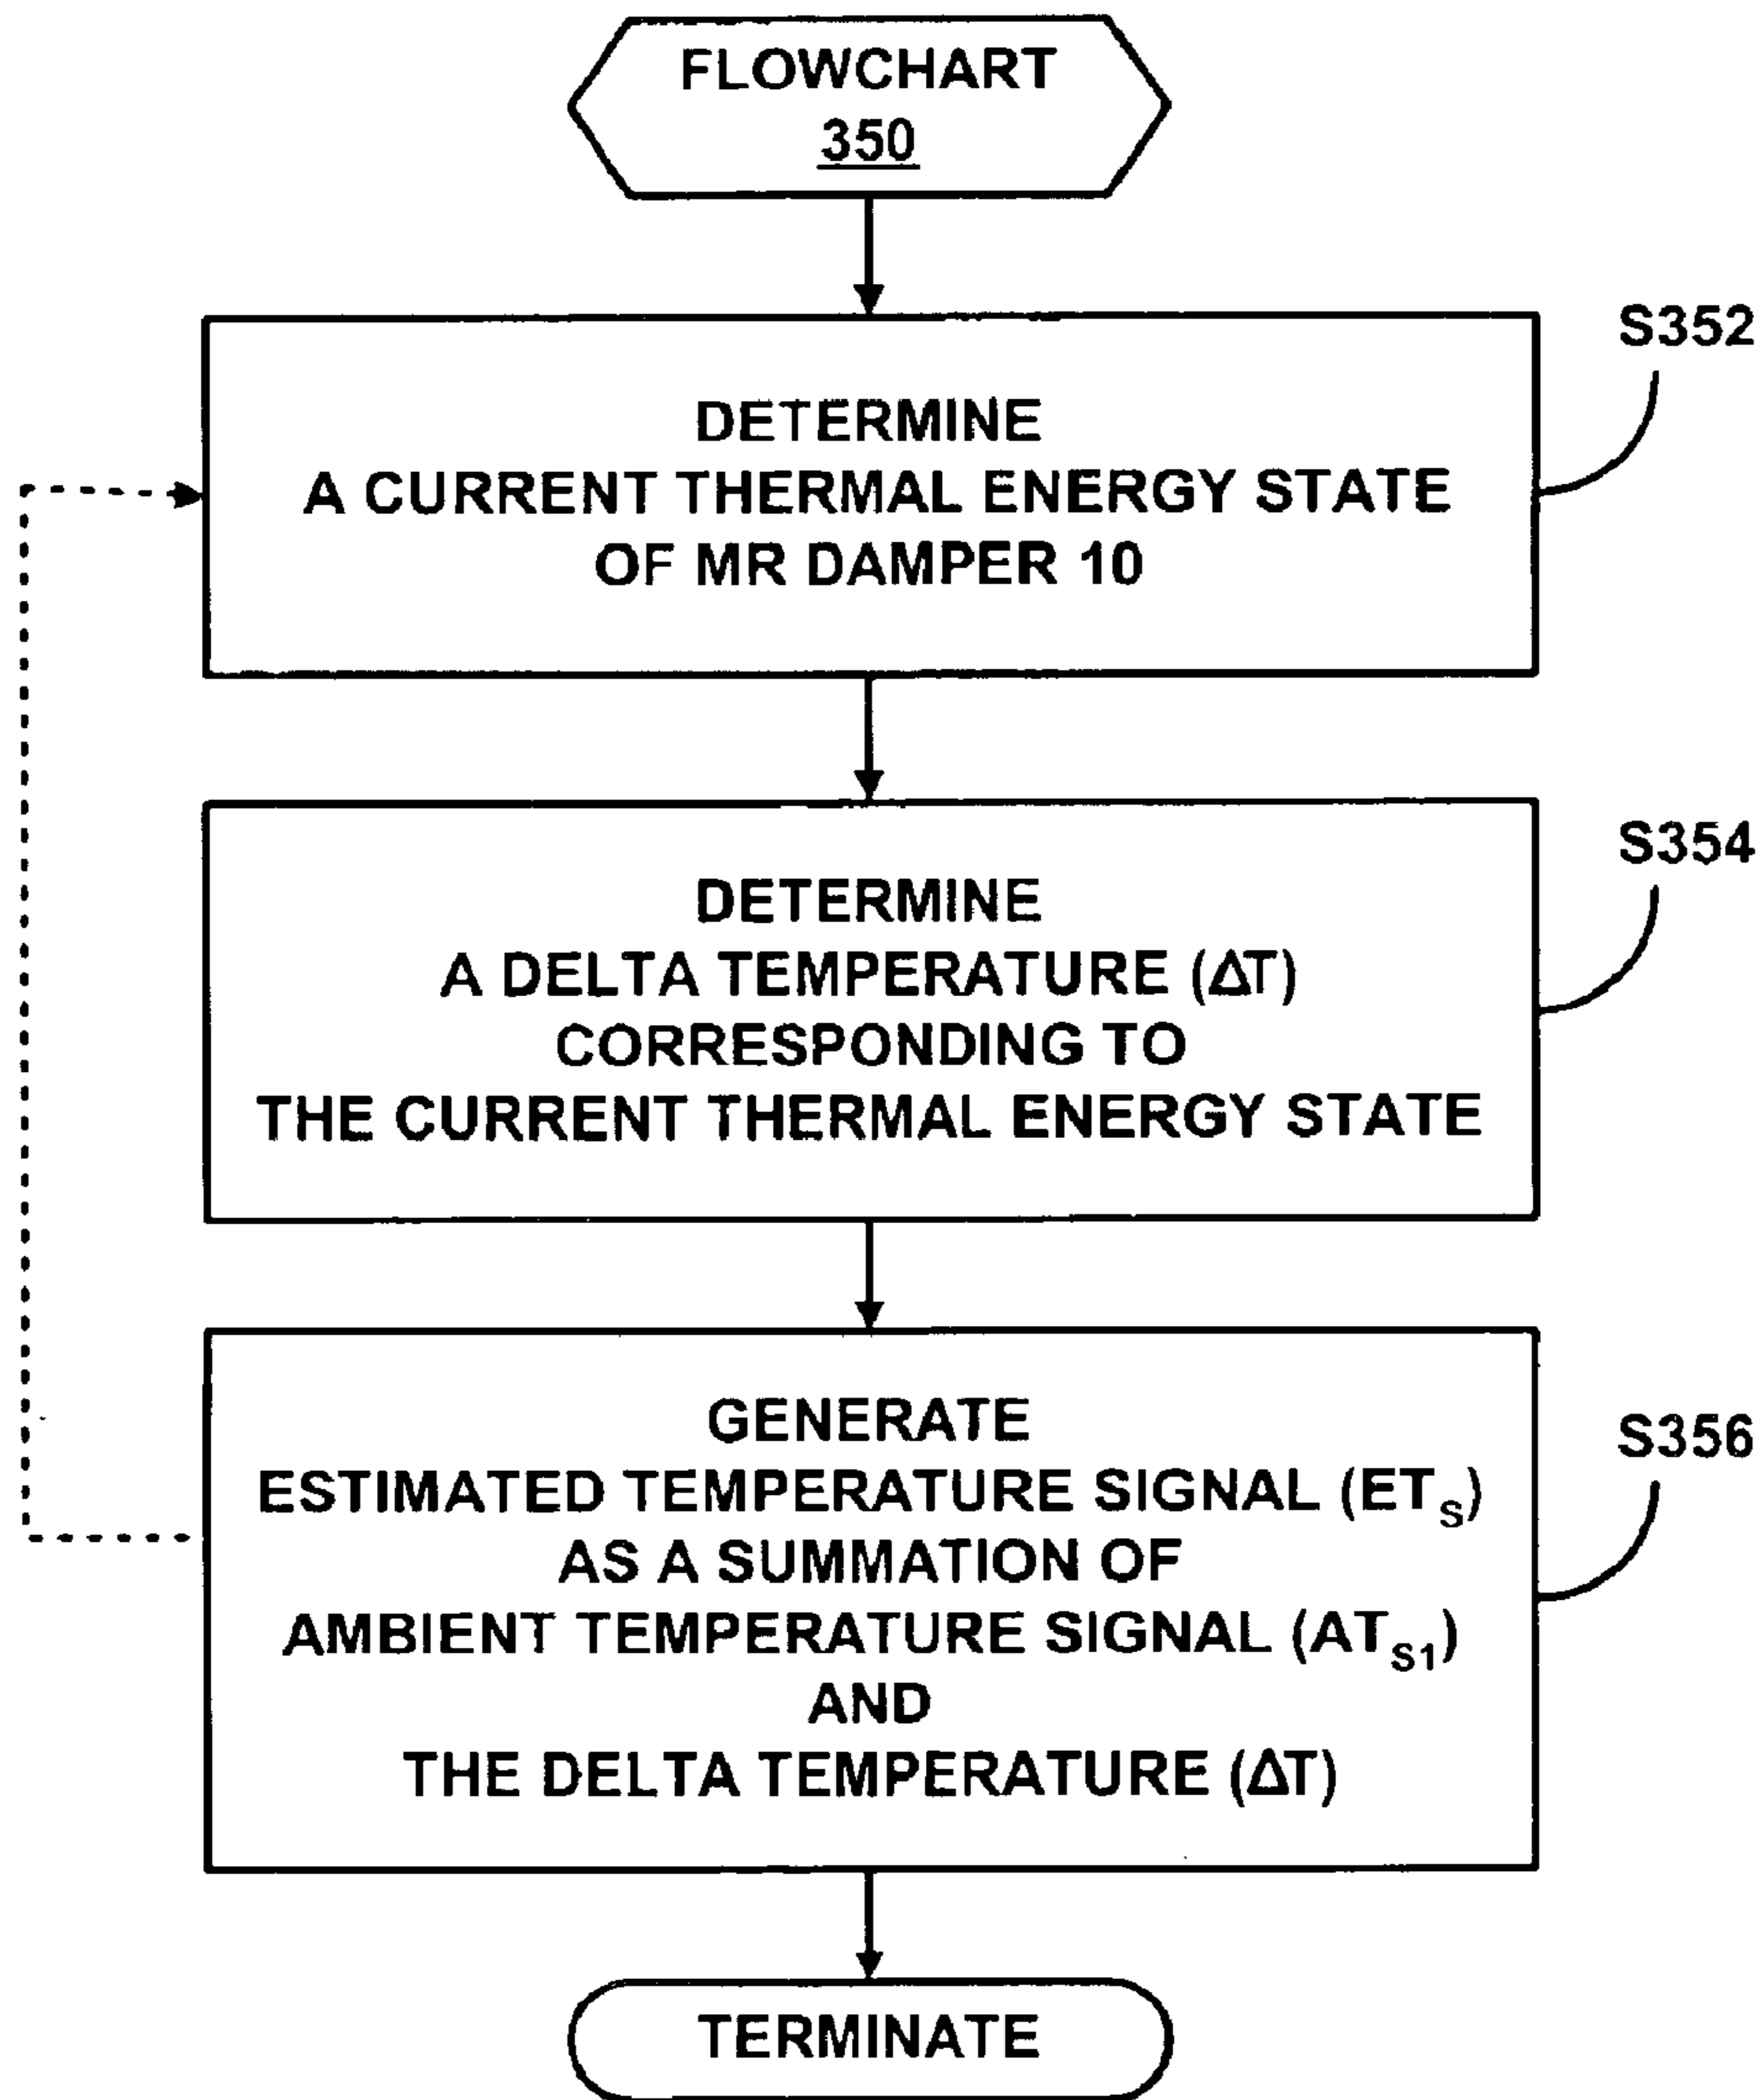 FLOWCHART
350
S352
DETERMINE
A CURRENT THERMAL ENERGY STATE
OF MR DAMPER 10
S354
DETERMINE
A DELTA TEMPERATURE (ΔT)
CORRESPONDING TO
THE CURRENT THERMAL ENERGY STATE
S356
GENERATE
ESTIMATED TEMPERATURE SIGNAL (ETS)
AS A SUMMATION OF
AMBIENT TEMPERATURE SIGNAL (ATS1)
AND
THE DELTA TEMPERATURE (ΔT)
TERMINATE